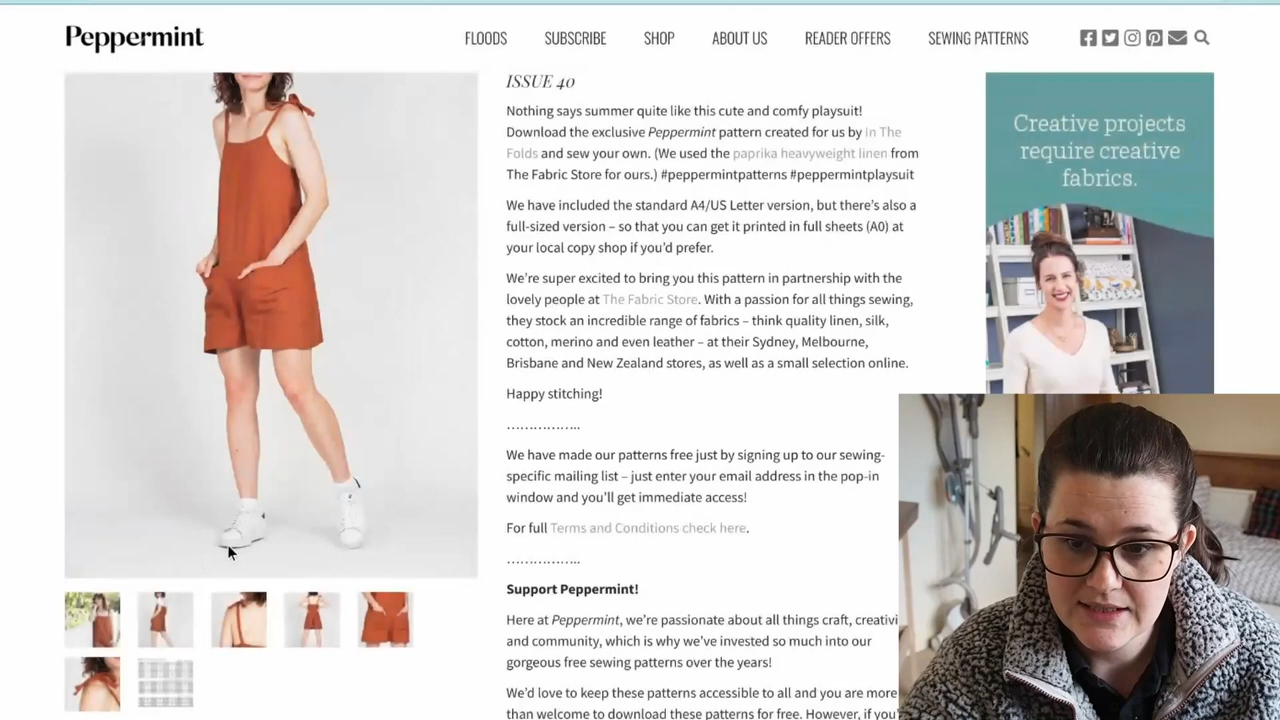 Peppermint
FLOODS SUBSCRIBE SHOP ABOUT US READER OFFERS SEWING PATTERNS
ISSUE 40
Nothing says summer quite like this cute and comfy playsuit!
Download the exclusive Peppermint pattern created for us by In The
Folds and sew your own. (We used the paprika heavyweight linen from
The Fabric Store for ours.) #peppermintpatterns #peppermintplaysuit
We have included the standard A4/US Letter version, but there's also a
full-sized version – so that you can get it printed in full sheets (A0) at
your local copy shop if you'd prefer.
We're super excited to bring you this pattern in partnership with the
lovely people at The Fabric Store. With a passion for all things sewing,
they stock an incredible range of fabrics – think quality linen, silk,
cotton, merino and even leather – at their Sydney, Melbourne,
Brisbane and New Zealand stores, as well as a small selection online.
Happy stitching!
……………..
We have made our patterns free just by signing up to our sewing-
specific mailing list – just enter your email address in the pop-in
window and you'll get immediate access!
For full Terms and Conditions check here.
……………..
Support Peppermint!
Here at Peppermint, we're passionate about all things craft, creativi
and community, which is why we've invested so much into our
gorgeous free sewing patterns over the years!
We'd love to keep these patterns accessible to all and you are more
than welcome to download these patterns for free. However, if you'
Creative projects
require creative
fabrics.